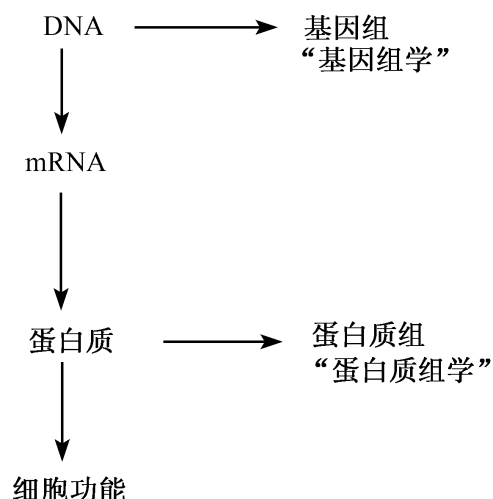 DNA
基因组
“基因组学”
mRNA
蛋白质
蛋白质组
“蛋白质组学”
细胞功能